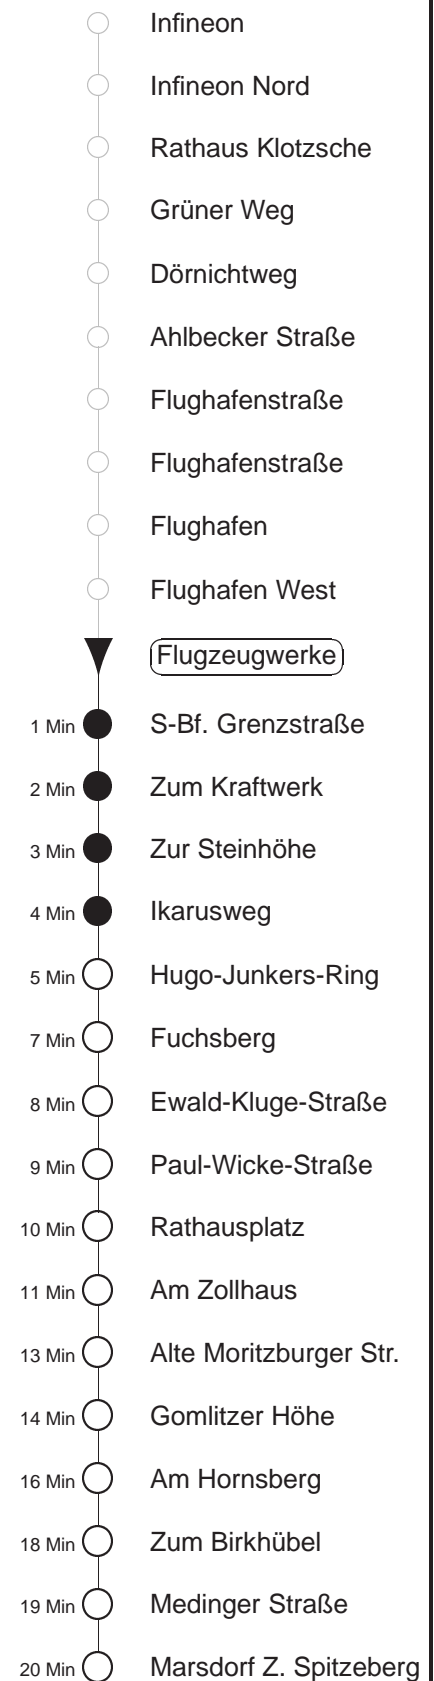 Infineon
Infineon Nord
Rathaus Klotzsche
Grüner Weg
Dörnichtweg
Ahlbecker Straße
Flughafenstraße
Flughafenstraße
Flughafen
Flughafen West
Flugzeugwerke
1 Min S-Bf. Grenzstraße
2 Min Zum Kraftwerk
3 Min Zur Steinhöhe
4 Min Ikarusweg
5 Min Hugo-Junkers-Ring
7 Min Fuchsberg
8 Min Ewald-Kluge-Straße
9 Min Paul-Wicke-Straße
10 Min Rathausplatz
11 Min Am Zollhaus
13 Min Alte Moritzburger Str.
14 Min Gomlitzer Höhe
16 Min Am Hornsberg
18 Min Zum Birkhübel
19 Min Medinger Straße
20 Min Marsdorf Z. Spitzeberg